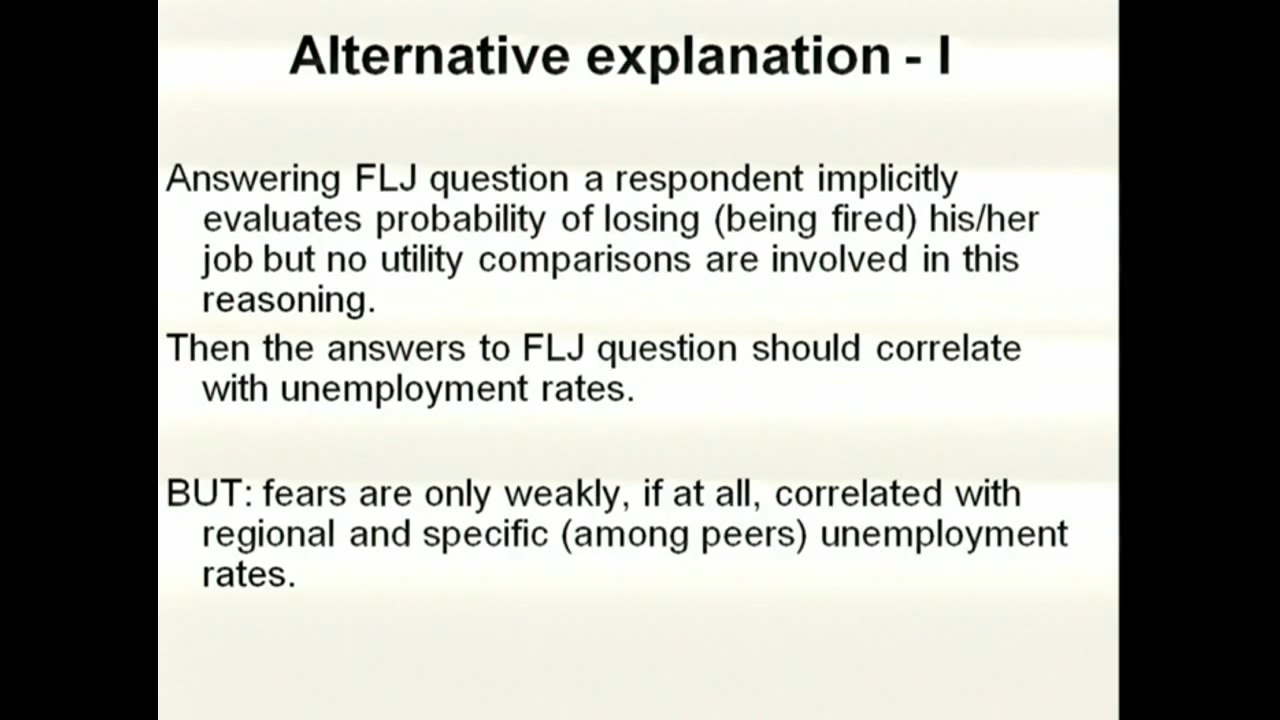 Alternative explanation - I
Answering FLJ question a respondent implicitly
evaluates probability of losing (being fired) his/her
job but no utility comparisons are involved in this
reasoning.
Then the answers to FLJ question should correlate
with unemployment rates.
BUT: fears are only weakly, if at all, correlated with
regional and specific (among peers) unemployment
rates.